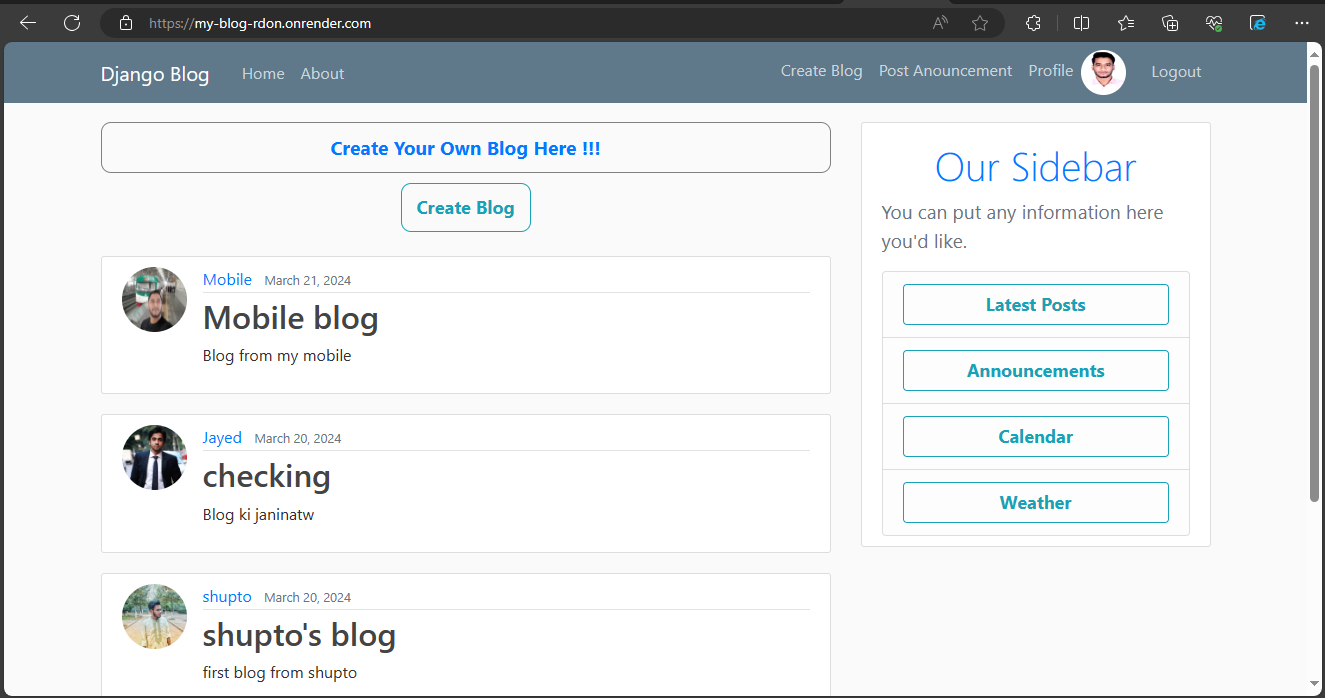 https://my-blog-rdon.onrender.com
Django Blog Home About Create Blog Post Anouncement Profile Logout
Create Your Own Blog Here !!!
Create Blog
Mobile March 21, 2024
Mobile blog
Blog from my mobile
Jayed March 20, 2024
checking
Blog ki janinatw
shupto March 20, 2024
shupto's blog
first blog from shupto
Our Sidebar
You can put any information here
you'd like.
Latest Posts
Announcements
Calendar
Weather